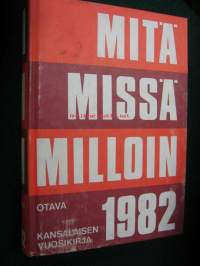 MITÄ
MISSÄ
MILLOIN
OTAVA
1982
KANSALAISEN
VUOSIKIRJA